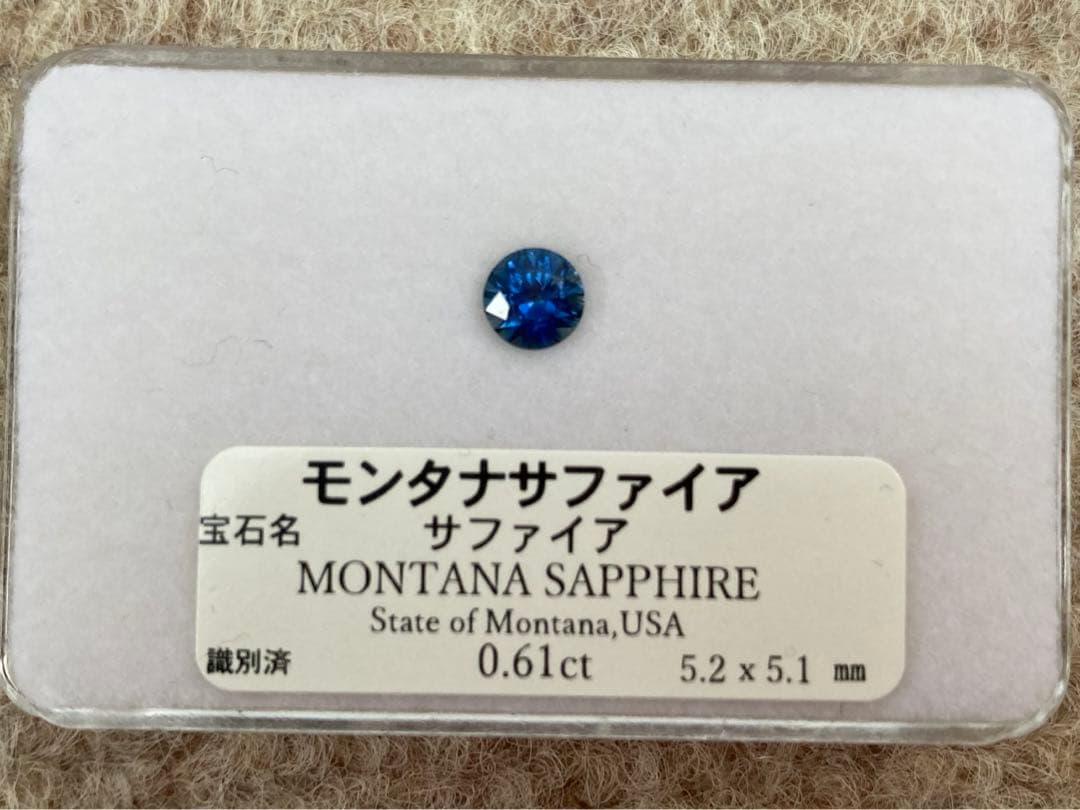 モンタナサファイア
宝石名 サファイア
MONTANA SAPPHIRE
State of Montana,USA
識別済 0.61ct 5.2 x 5.1 ㎜